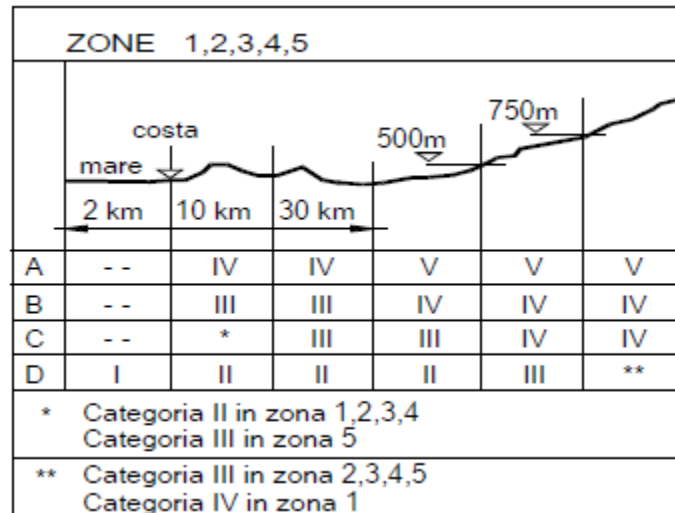 ZONE 1,2,3,4,5
750m
costa
500m
mare
2 km 10 km 30 km
A - - IV IV V V V
B - - III III IV IV IV
C - - * III III IV IV
D I II II II III **
* Categoria II in zona 1,2,3,4
Categoria III in zona 5
** Categoria III in zona 2,3,4,5
Categoria IV in zona 1